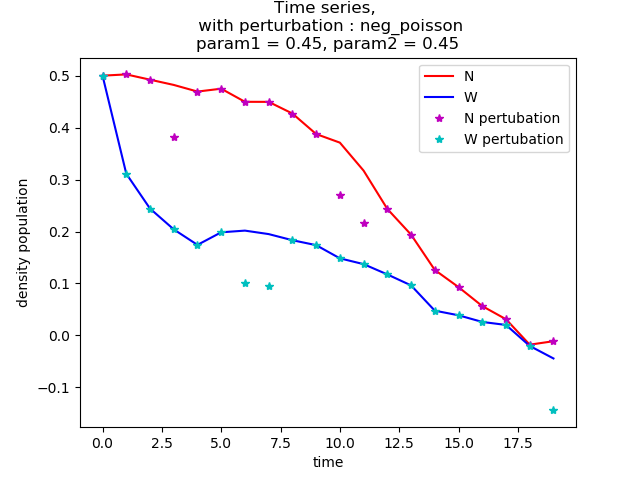 Time series,
with perturbation : neg_poisson
param1 = 0.45, param2 = 0.45
N
W
N pertubation
W pertubation
density population
0.5
0.4
0.3
0.2
0.1
0.0
−0.1
0.0 2.5 5.0 7.5 10.0 12.5 15.0 17.5
time